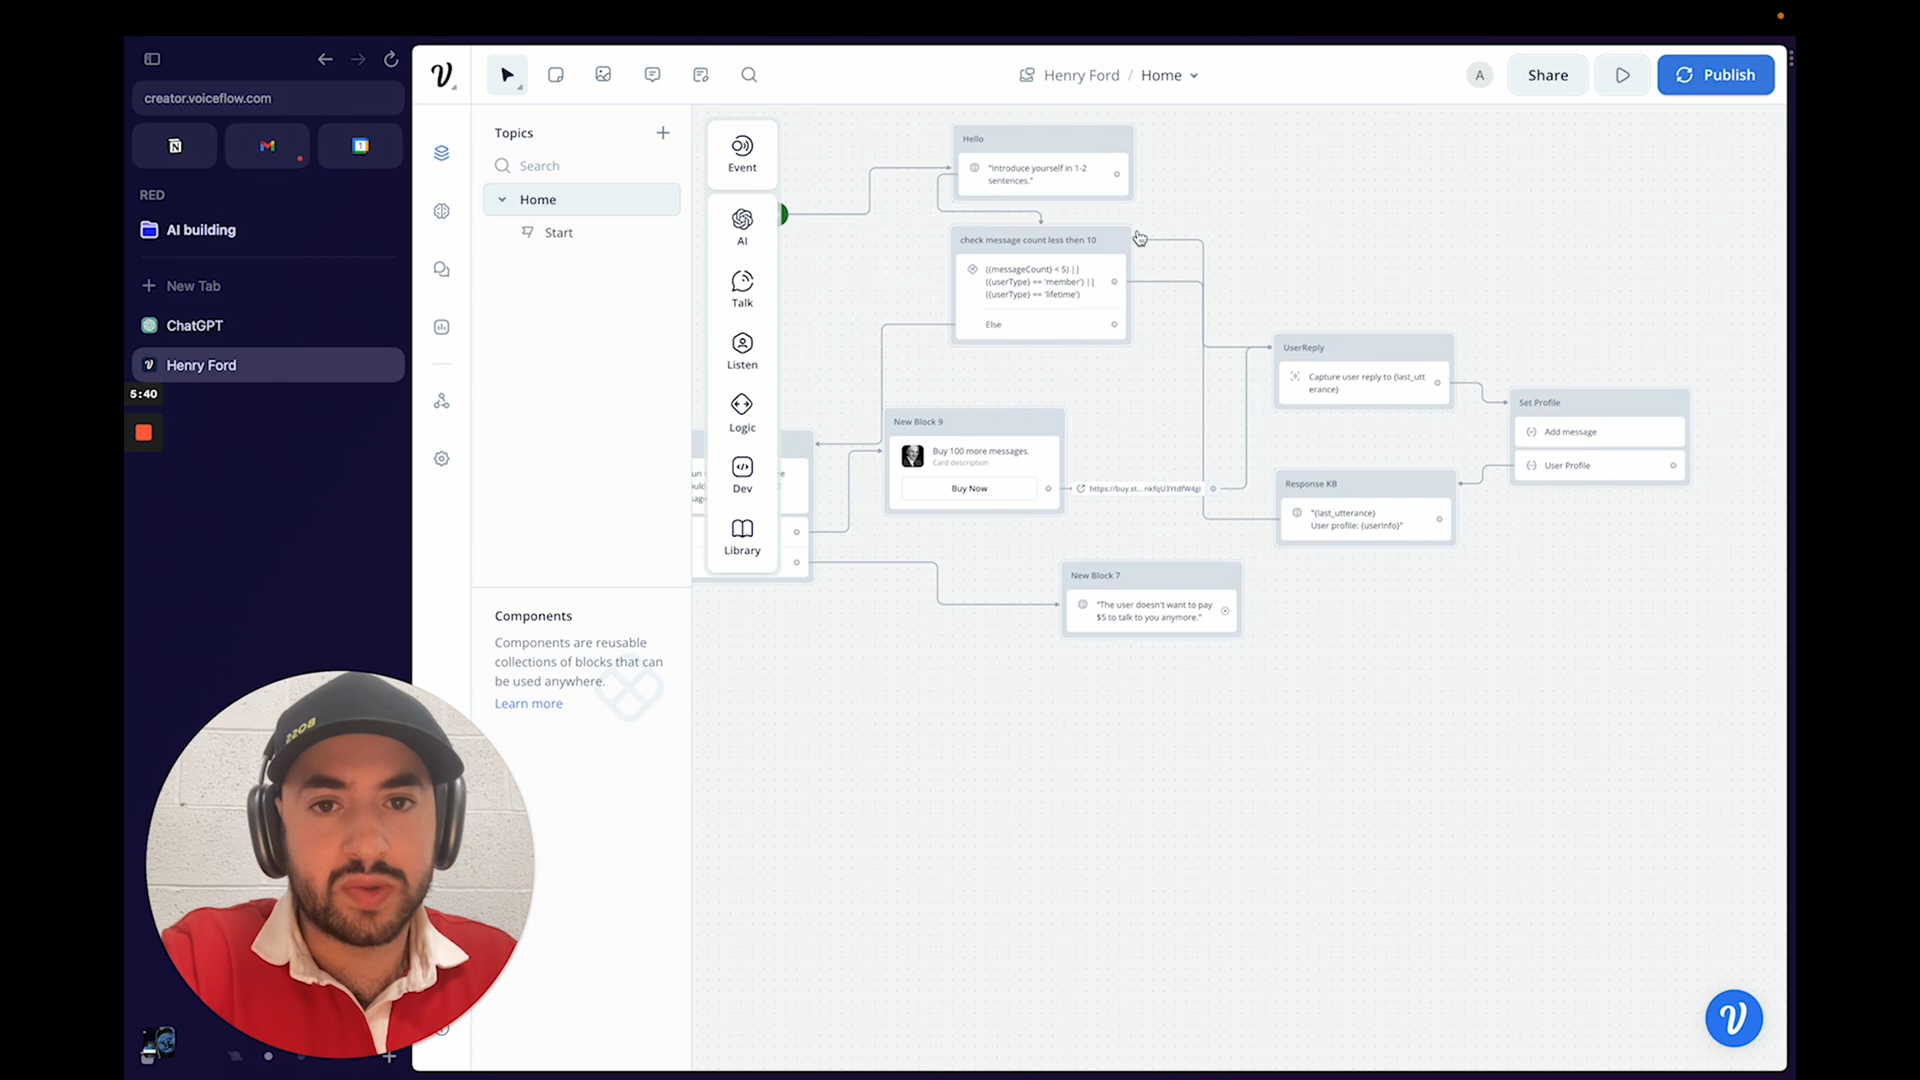 creator.voiceflow.com
RED
AI building
New Tab
ChatGPT
Henry Ford
5:40
Henry Ford / Home
A
Share
Publish
Topics
Search
Home
Start
Components
Components are reusable
collections of blocks that can
be used anywhere.
Learn more
Event
AI
Talk
Listen
Logic
Dev
Library
Hello
"Introduce yourself in 1-2
sentences."
check message count less then 10
({messageCount} < 5) ||
({userType} == 'member') ||
({userType} == 'lifetime')
Else
New Block 9
Buy 100 more messages.
Card description
Buy Now
UserReply
Capture user reply to {last_utt
erance}
Set Profile
Add message
User Profile
Response KB
"{last_utterance}
User profile: {userinfo}"
New Block 7
"The user doesn't want to pay
$5 to talk to you anymore."
2208